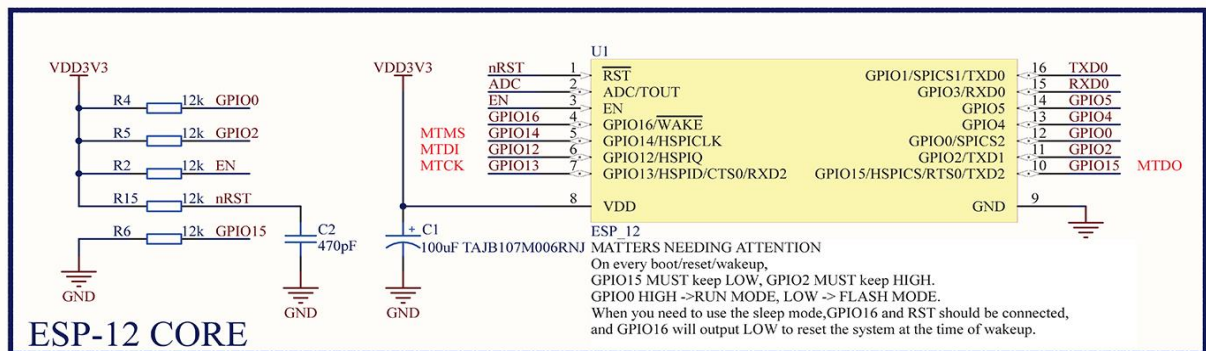 VDD3V3
R4 12k GPIO0
R5 12k GPIO2
R2 12k EN
R15 12k nRST
R6 12k GPIO15
C2
470pF
GND
GND
VDD3V3
+ C1
100uF TAJB107M006RNJ
GND
U1
nRST 1 RST
ADC 2 ADC/TOUT
EN 3 EN
GPIO16 4 GPIO16/WAKE
MTMS GPIO14 5 GPIO14/HSPICLK
MTDI GPIO12 6 GPIO12/HSPIQ
MTCK GPIO13 7 GPIO13/HSPID/CTS0/RXD2
8 VDD
GPIO1/SPICS1/TXD0 16 TXD0
GPIO3/RXD0 15 RXD0
GPIO5 14 GPIO5
GPIO4 13 GPIO4
GPIO0/SPICS2 12 GPIO0
GPIO2/TXD1 11 GPIO2
GPIO15/HSPICS/RTS0/TXD2 10 GPIO15 MTDO
GND 9
GND
ESP_12
MATTERS NEEDING ATTENTION
On every boot/reset/wakeup,
GPIO15 MUST keep LOW, GPIO2 MUST keep HIGH.
GPIO0 HIGH ->RUN MODE, LOW -> FLASH MODE.
When you need to use the sleep mode,GPIO16 and RST should be connected,
and GPIO16 will output LOW to reset the system at the time of wakeup.
ESP-12 CORE